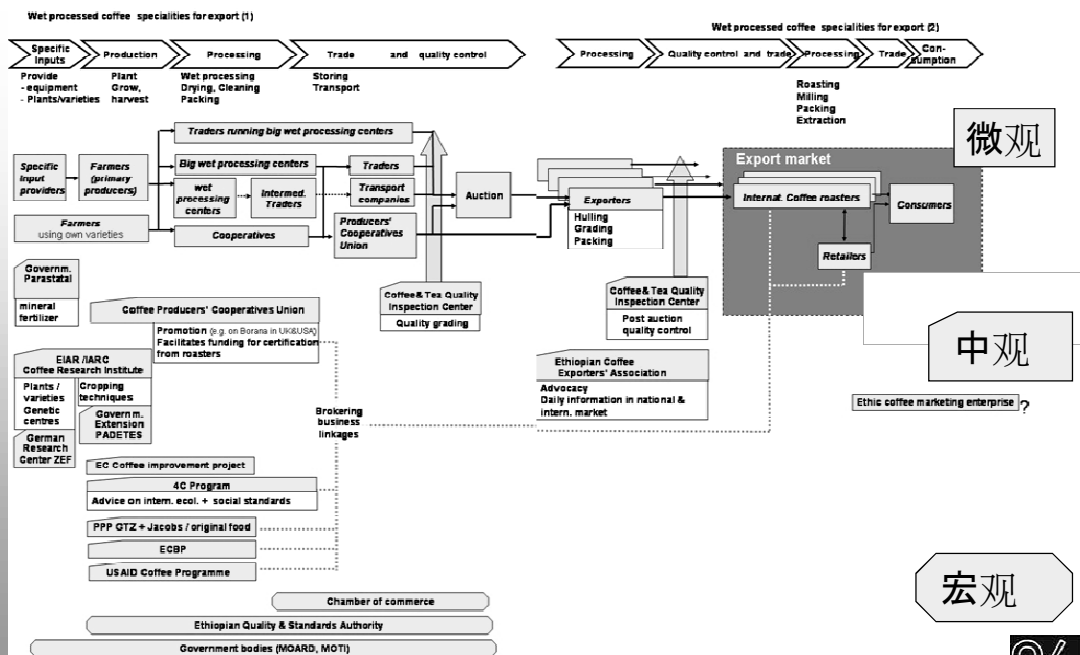 Wet processed coffee specialities for export (1)
Wet processed coffee specialities for export (2)
Specific
Inputs
Production
Processing
Trade and quality control
Processing
Quality control and trade
Processing
Trade
Con-
sumption
Provide
- equipment
- Plants/varieties
Plant
Grow,
harvest
Wet processing
Drying, Cleaning
Packing
Storing
Transport
Roasting
Milling
Packing
Extraction
微观
Traders running big wet processing centers
Specific
Input
providers
Farmers
(primary
producers)
Big wet processing centers
wet
processing
centers
Intermed.
Traders
Traders
Transport
companies
Auction
Farmers
using own varieties
Cooperatives
Producers'
Cooperatives
Union
Exporters
Hulling
Grading
Packing
Export market
Internat. Coffee roasters
Consumers
Retailers
Governm.
Parastatal
mineral
fertilizer
Coffee Producers' Cooperatives Union
Promotion (e.g. on Borana in UK&USA)
Facilitates funding for certification
from roasters
Coffee& Tea Quality
Inspection Center
Quality grading
Coffee& Tea Quality
Inspection Center
Post auction
quality control
中观
EIAR /IARC
Coffee Research Institute
Plants /
varieties
Genetic
centres
Cropping
techniques
Governm.
Extension
PADETES
German
Research
Center ZEF
Ethiopian Coffee
Exporters' Association
Advocacy
Daily information in national &
intern. market
Ethic coffee marketing enterprise ?
Brokering
business
linkages
EC Coffee improvement project
4C Program
Advice on intern. ecol. + social standards
PPP GTZ + Jacobs / original food
ECBP
USAID Coffee Programme
宏观
Chamber of commerce
Ethiopian Quality & Standards Authority
Government bodies (MOARD, MOTI)